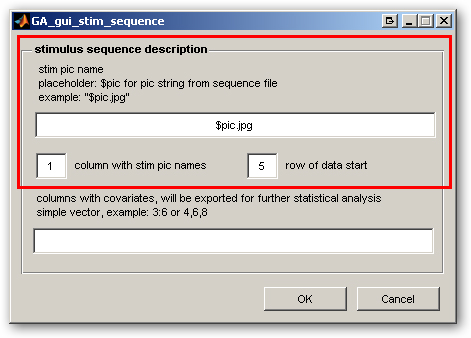 GA_gui_stim_sequence
stimulus sequence description
stim pic name
placeholder: $pic for pic string from sequence file
example: "$pic.jpg"
$pic.jpg
1 column with stim pic names 5 row of data start
columns with covariates, will be exported for further statistical analysis
simple vector, example: 3:6 or 4,6,8
OK Cancel